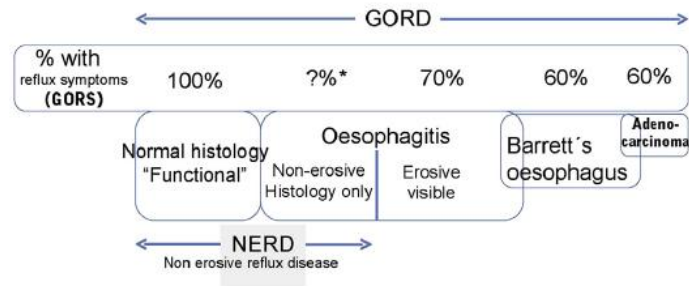 GORD
% with
reflux symptoms
(GORS)
100%
?%*
70%
60%
60%
Normal histology
"Functional"
Oesophagitis
Non-erosive
Histology only
Erosive
visible
Barrett´s
oesophagus
Adeno-
carcinoma
NERD
Non erosive reflux disease